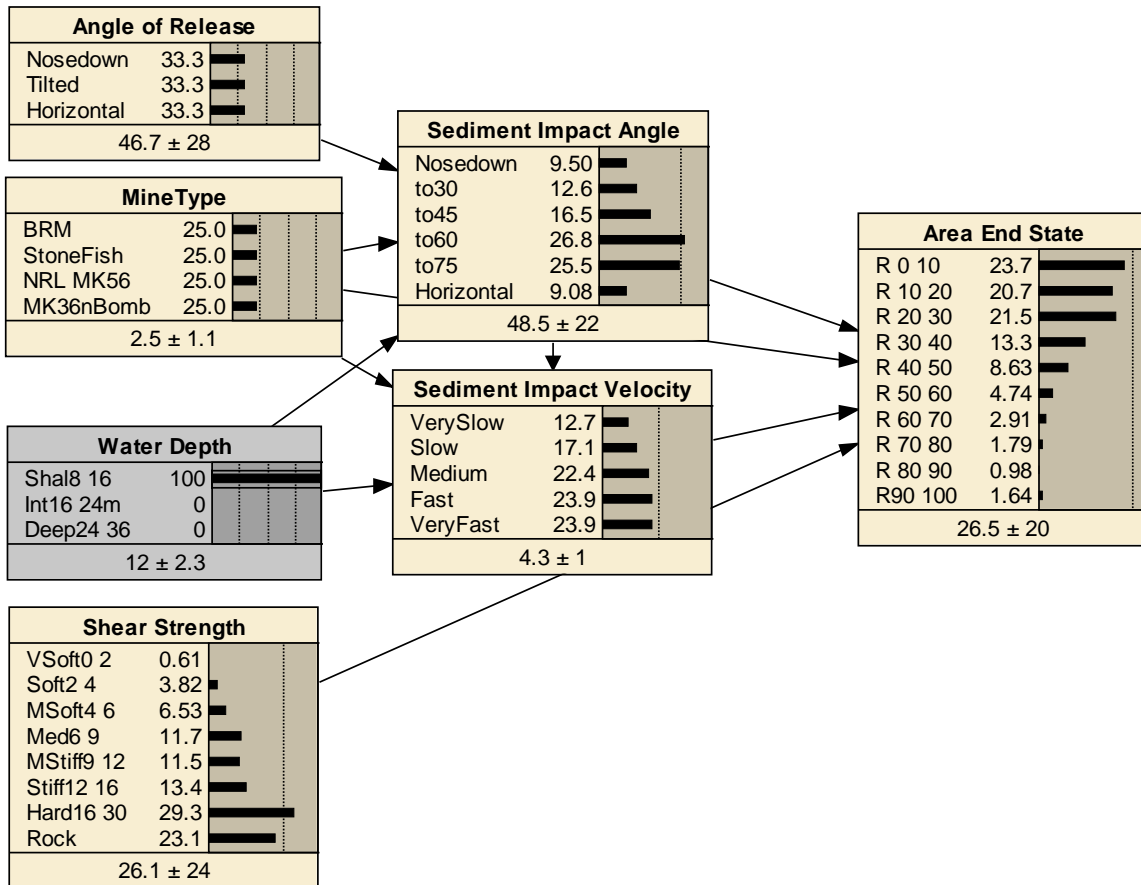 Angle of Release
Nosedown 33.3
Tilted 33.3
Horizontal 33.3
46.7 ± 28
MineType
BRM 25.0
StoneFish 25.0
NRL MK56 25.0
MK36nBomb 25.0
2.5 ± 1.1
Water Depth
Shal8 16 100
Int16 24m 0
Deep24 36 0
12 ± 2.3
Shear Strength
VSoft0 2 0.61
Soft2 4 3.82
MSoft4 6 6.53
Med6 9 11.7
MStiff9 12 11.5
Stiff12 16 13.4
Hard16 30 29.3
Rock 23.1
26.1 ± 24
Sediment Impact Angle
Nosedown 9.50
to30 12.6
to45 16.5
to60 26.8
to75 25.5
Horizontal 9.08
48.5 ± 22
Sediment Impact Velocity
VerySlow 12.7
Slow 17.1
Medium 22.4
Fast 23.9
VeryFast 23.9
4.3 ± 1
Area End State
R 0 10 23.7
R 10 20 20.7
R 20 30 21.5
R 30 40 13.3
R 40 50 8.63
R 50 60 4.74
R 60 70 2.91
R 70 80 1.79
R 80 90 0.98
R90 100 1.64
26.5 ± 20